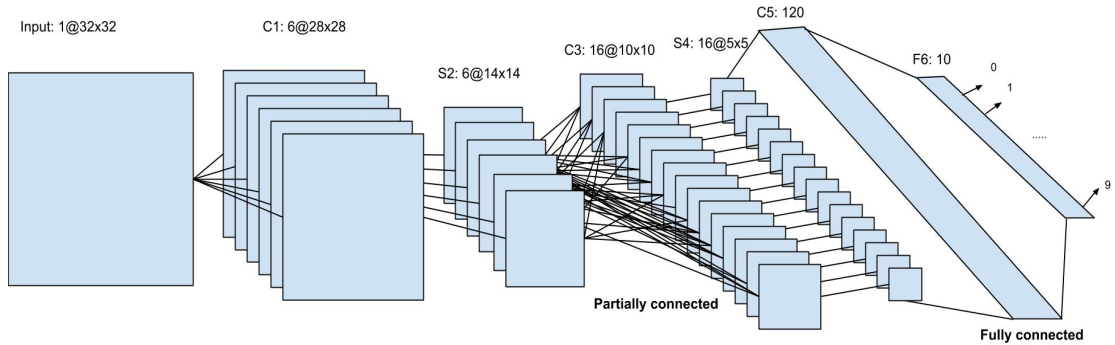 Input: 1@32x32
C1: 6@28x28
S2: 6@14x14
C3: 16@10x10
S4: 16@5x5
C5: 120
F6: 10
0
1
.....
9
Partially connected
Fully connected